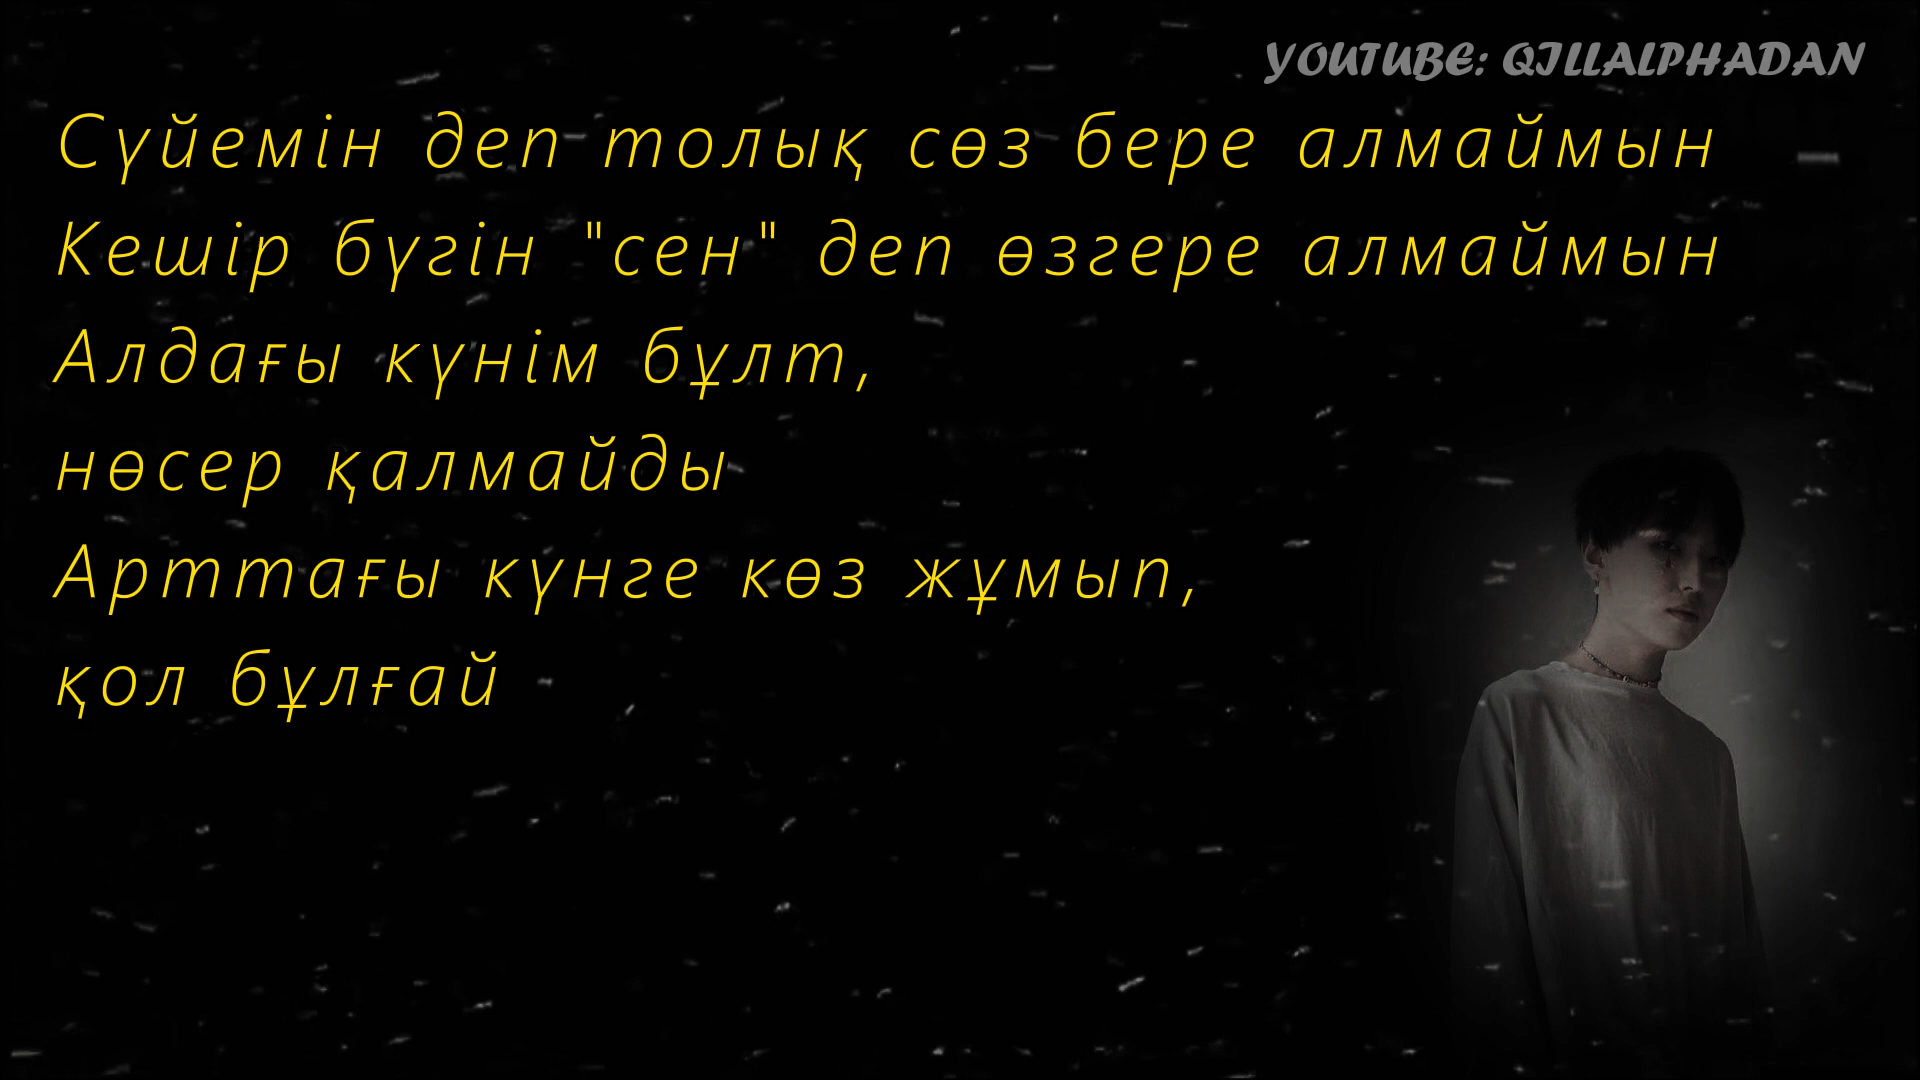 YOUTUBE: QJLLALPHADAN
Сүйемін деп толық сөз бере алмаймын
Кешір бүгін "сен" деп өзгере алмаймын
Алдағы күнім бұлт,
нөсер қалмайды
Арттағы күнге көз жұмып,
қол бұлғай